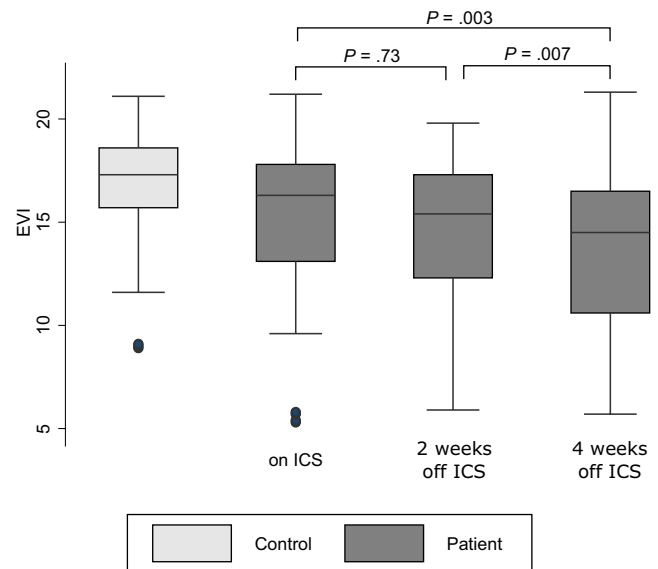 P = .003
P = .73
P = .007
20
15
10
5
EVI
on ICS
2 weeks
off ICS
4 weeks
off ICS
Control
Patient